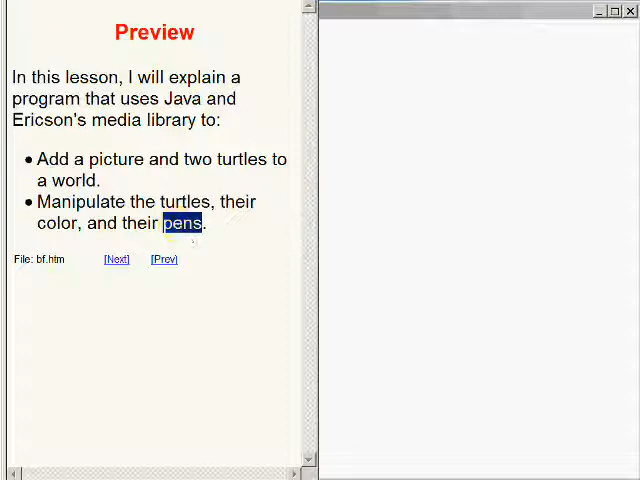 Preview
In this lesson, I will explain a
program that uses Java and
Ericson's media library to:
• Add a picture and two turtles to
a world.
• Manipulate the turtles, their
color, and their pens.
File: bf.htm [Next] [Prev]